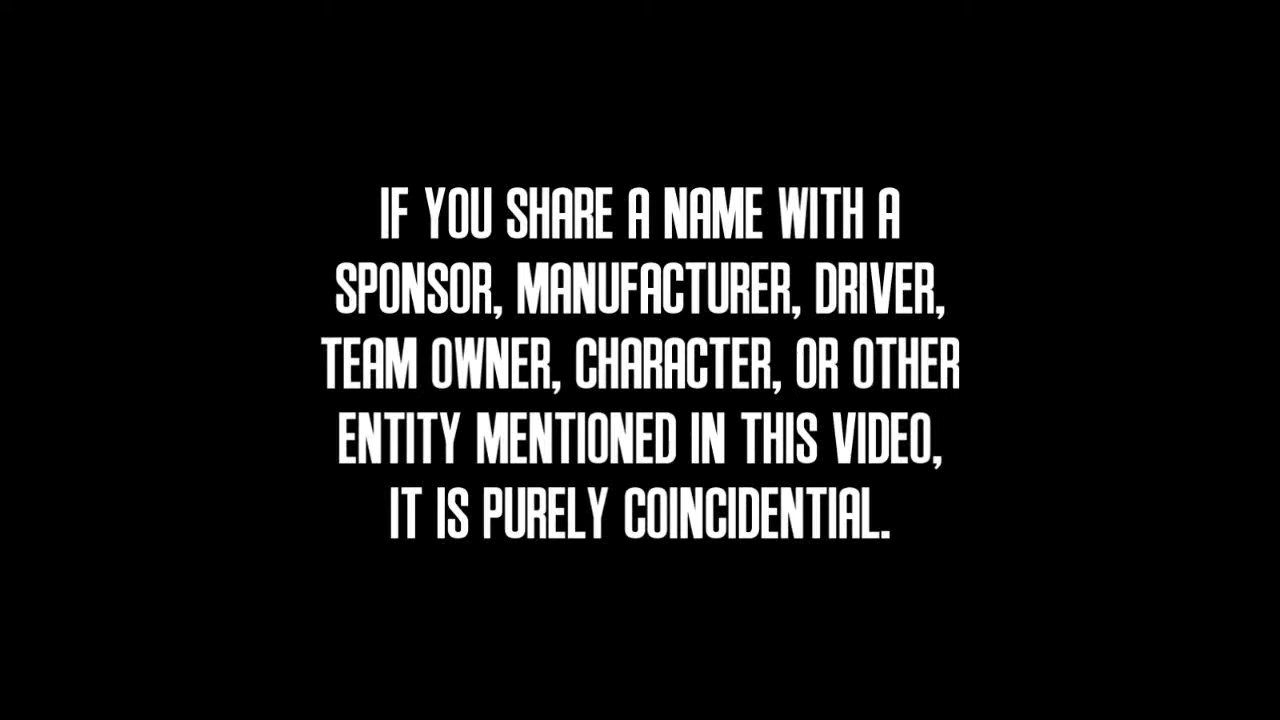 IF YOU SHARE A NAME WITH A
SPONSOR, MANUFACTURER, DRIVER,
TEAM OWNER, CHARACTER, OR OTHER
ENTITY MENTIONED IN THIS VIDEO,
IT IS PURELY COINCIDENTIAL.